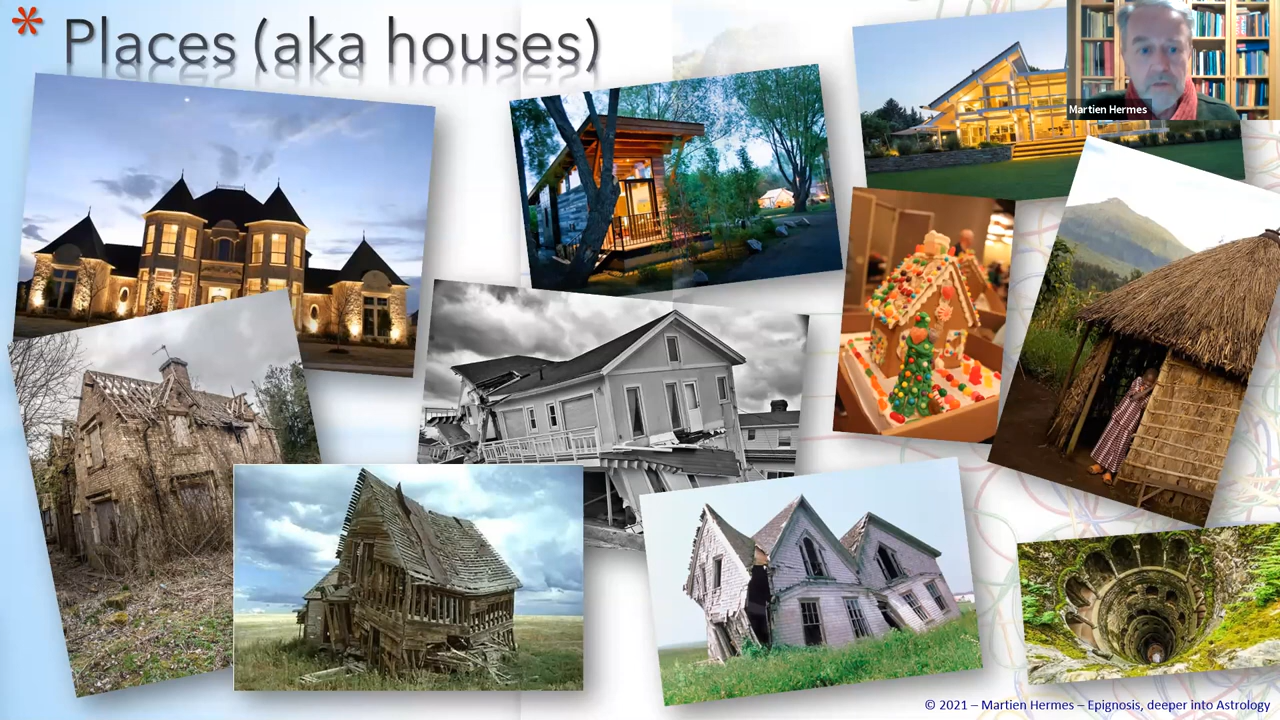 * Places (aka houses)
Martien Hermes
© 2021 – Martien Hermes – Epignosis, deeper into Astrology